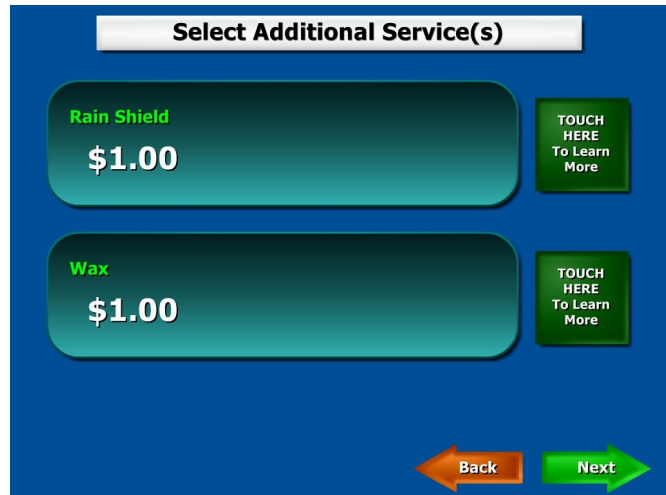 Select Additional Service(s)
Rain Shield
$1.00
TOUCH
HERE
To Learn
More
Wax
$1.00
TOUCH
HERE
To Learn
More
Back
Next